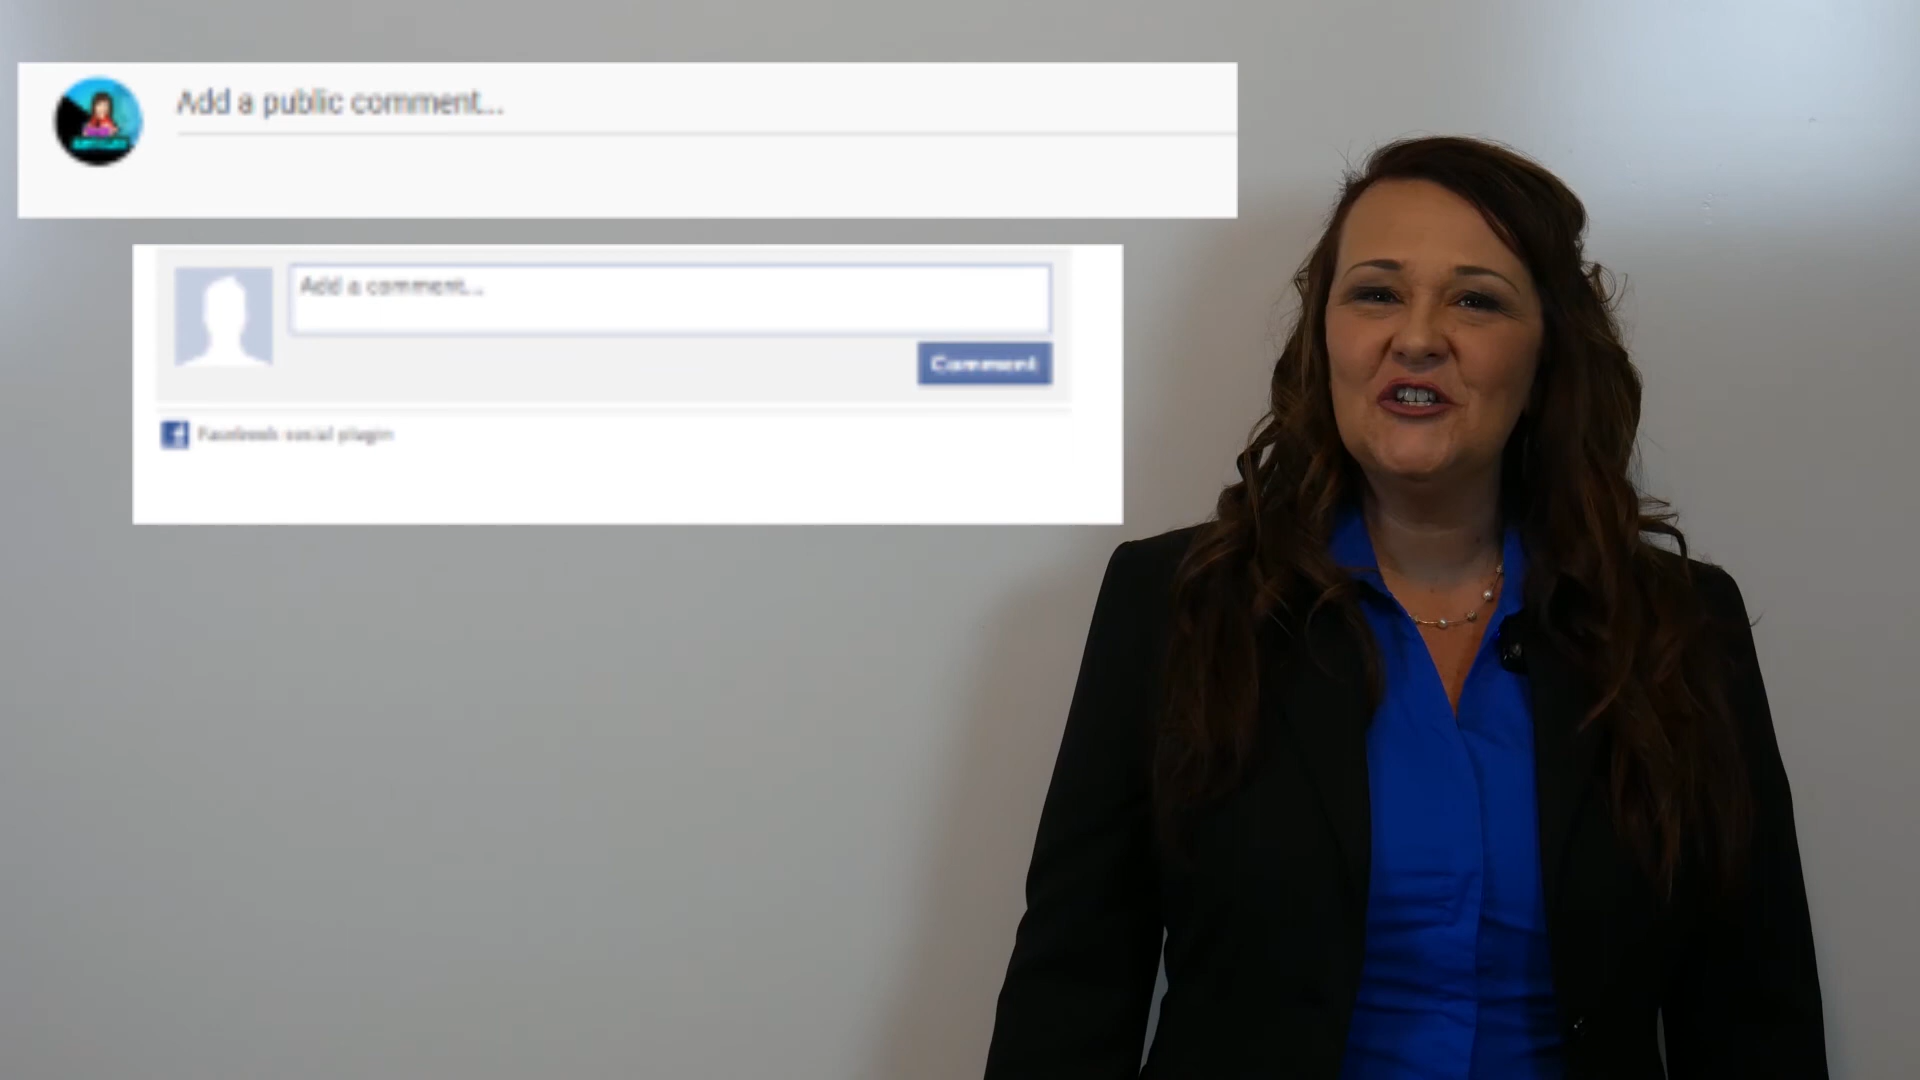 Add a public comment...
Add a comment...
Comment
Facebook social plugin